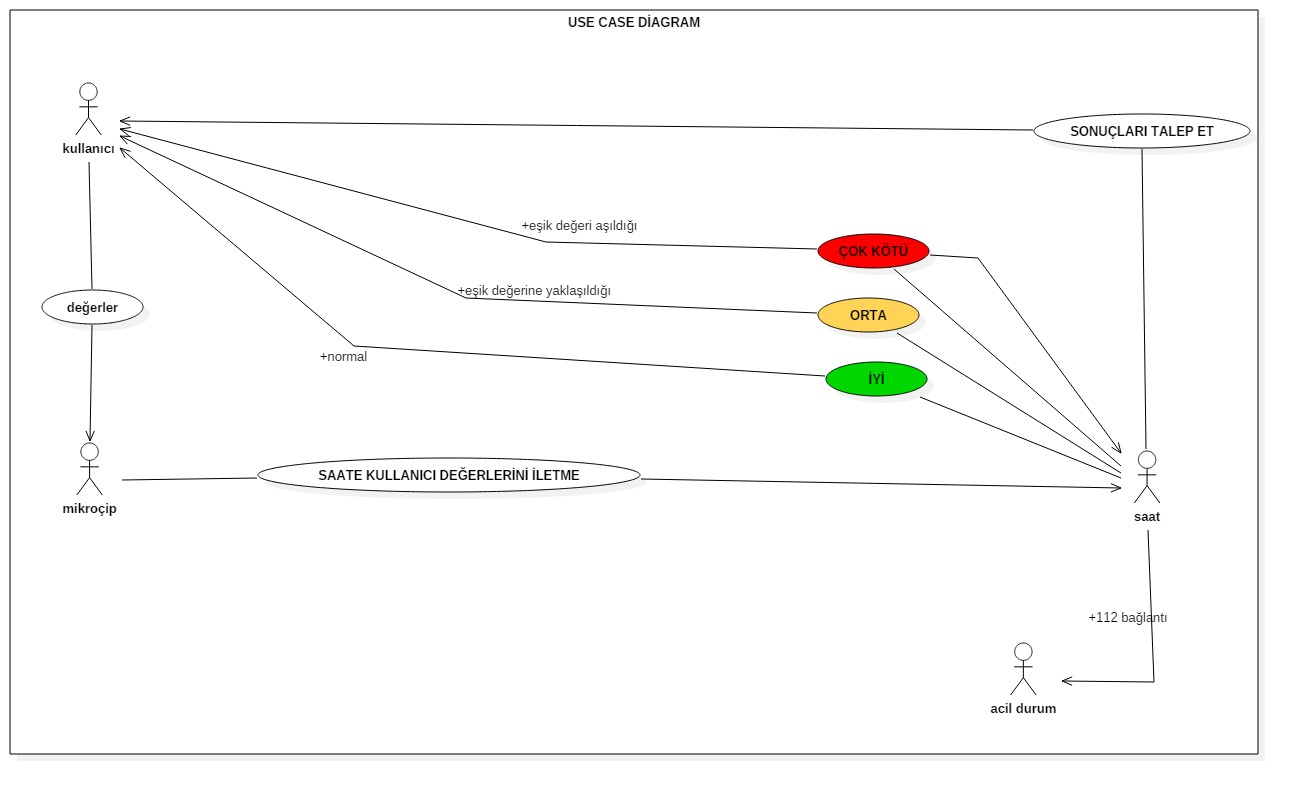 USE CASE DİAGRAM
kullanıcı
SONUÇLARI TALEP ET
+eşik değeri aşıldığı
ÇOK KÖTÜ
+eşik değerine yaklaşıldığı
değerler
ORTA
+normal
İYİ
SAATE KULLANICI DEĞERLERİNİ İLETME
mikroçip
saat
+112 bağlantı
acil durum